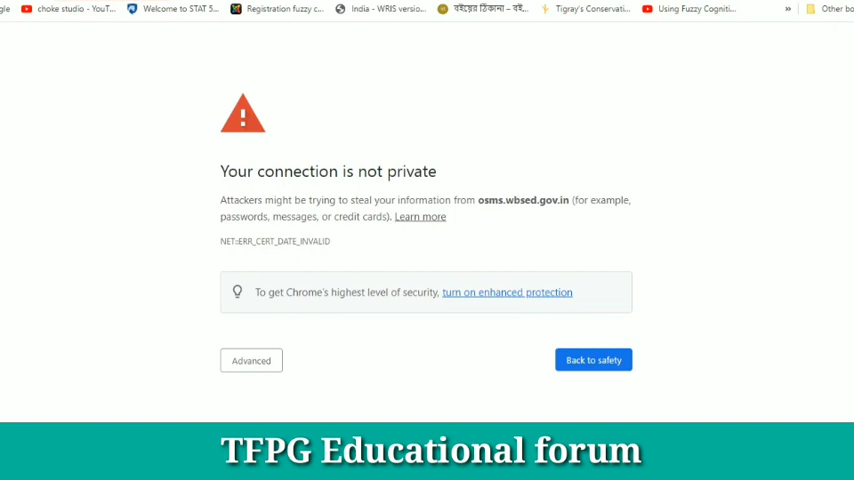 gle choke studio - YouT... Welcome to STAT 5... Registration fuzzy c... India - WRIS versio... বইয়ের ঠিকানা – বই... Tigray's Conservati... Using Fuzzy Cogniti... » Other bo
Your connection is not private
Attackers might be trying to steal your information from osms.wbsed.gov.in (for example,
passwords, messages, or credit cards). Learn more
NET::ERR_CERT_DATE_INVALID
To get Chrome's highest level of security, turn on enhanced protection
Advanced Back to safety
TFPG Educational forum